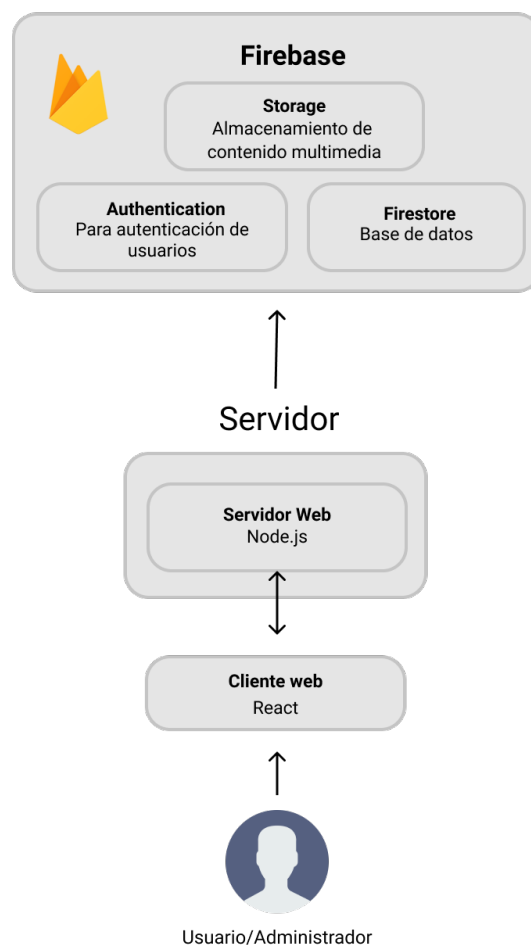 Firebase
Storage
Almacenamiento de
contenido multimedia
Authentication
Para autenticación de
usuarios
Firestore
Base de datos
Servidor
Servidor Web
Node.js
Cliente web
React
Usuario/Administrador